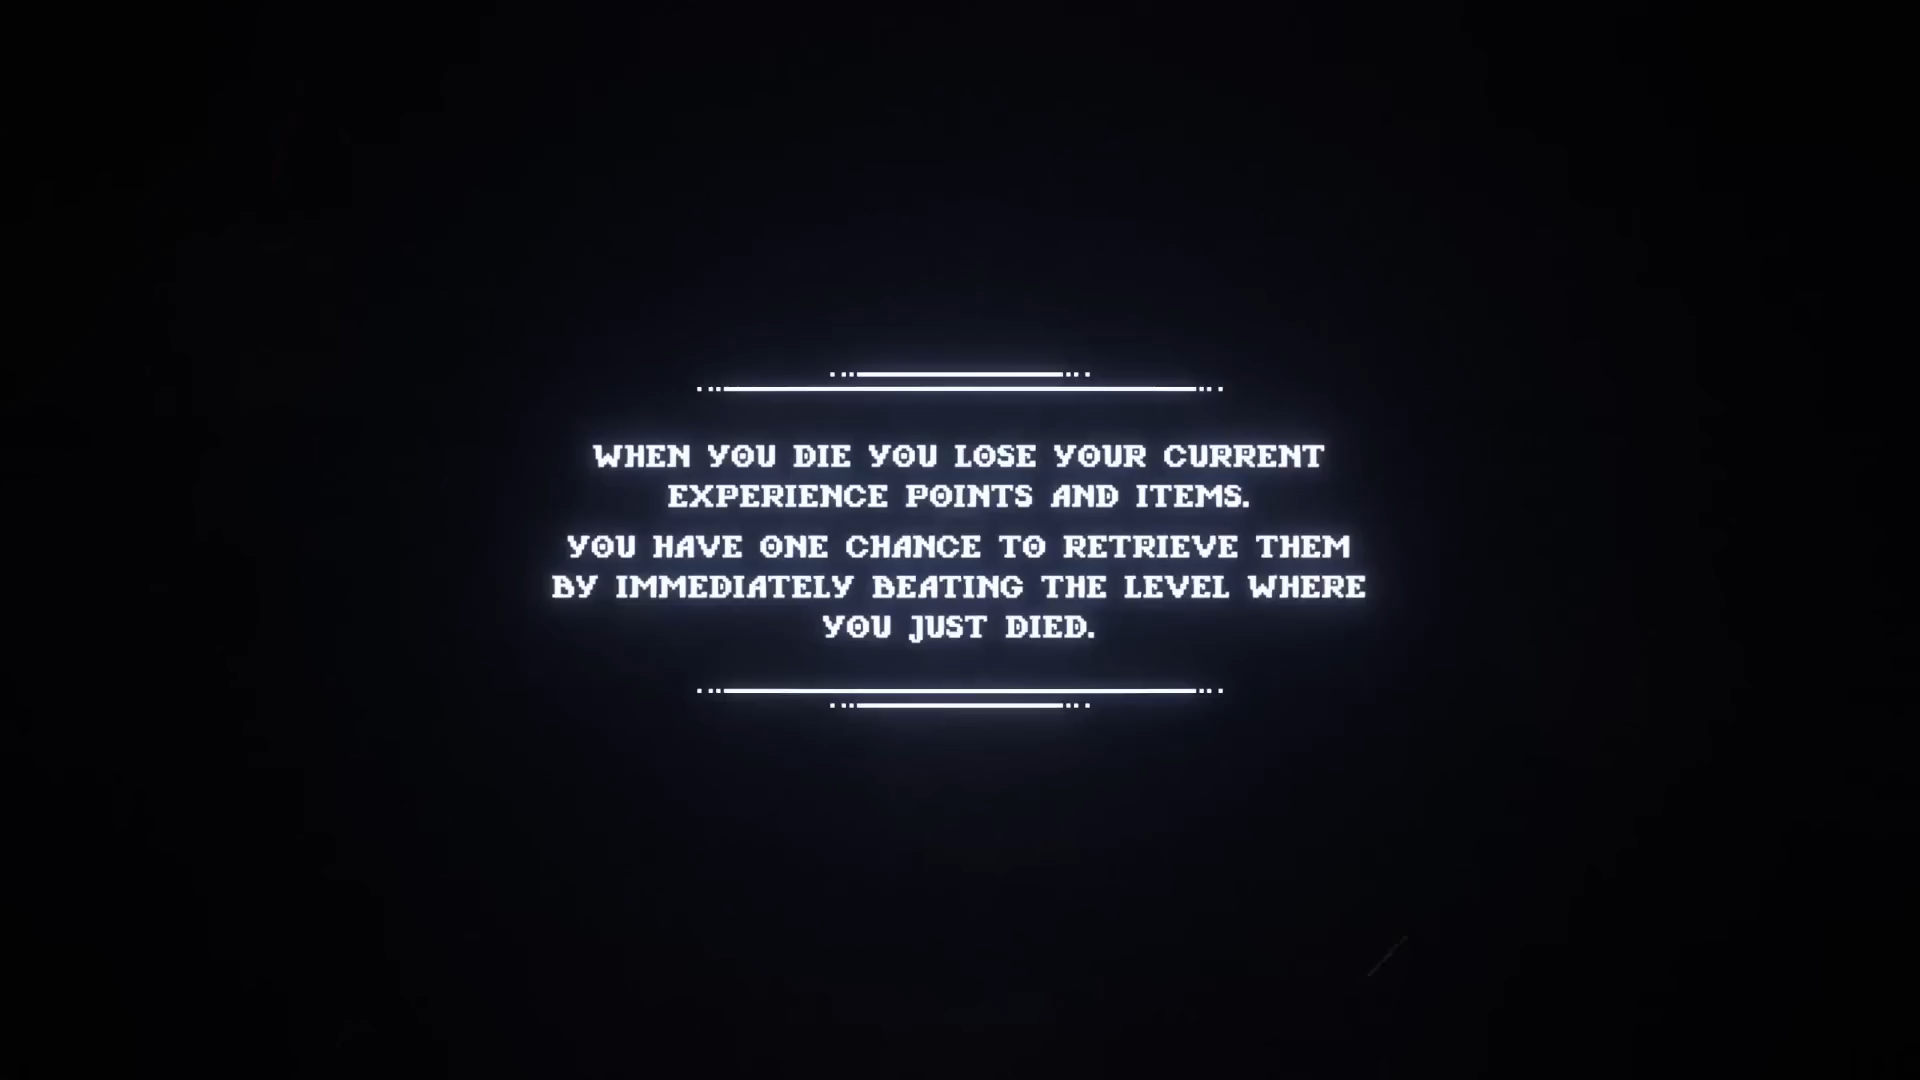 WHEN YOU DIE YOU LOSE YOUR CURRENT
EXPERIENCE POINTS AND ITEMS.
YOU HAVE ONE CHANCE TO RETRIEVE THEM
BY IMMEDIATELY BEATING THE LEVEL WHERE
YOU JUST DIED.